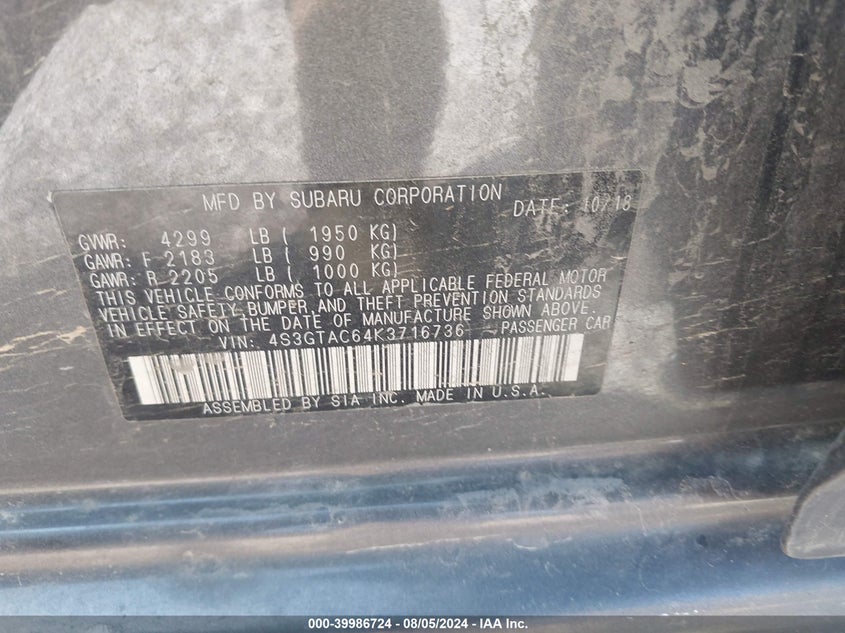 MFD BY SUBARU CORPORATION DATE: 10/18
GVWR: 4299 LB ( 1950 KG)
GAWR: F 2183 LB ( 990 KG)
GAWR: R 2205 LB ( 1000 KG)
THIS VEHICLE CONFORMS TO ALL APPLICABLE FEDERAL MOTOR
VEHICLE SAFETY, BUMPER AND THEFT PREVENTION STANDARDS
IN EFFECT ON THE DATE OF MANUFACTURE SHOWN ABOVE.
VIN: 4S3GTAC64K3716736 PASSENGER CAR
ASSEMBLED BY SIA INC. MADE IN U.S.A.
000-39986724 - 08/05/2024 - IAA Inc.